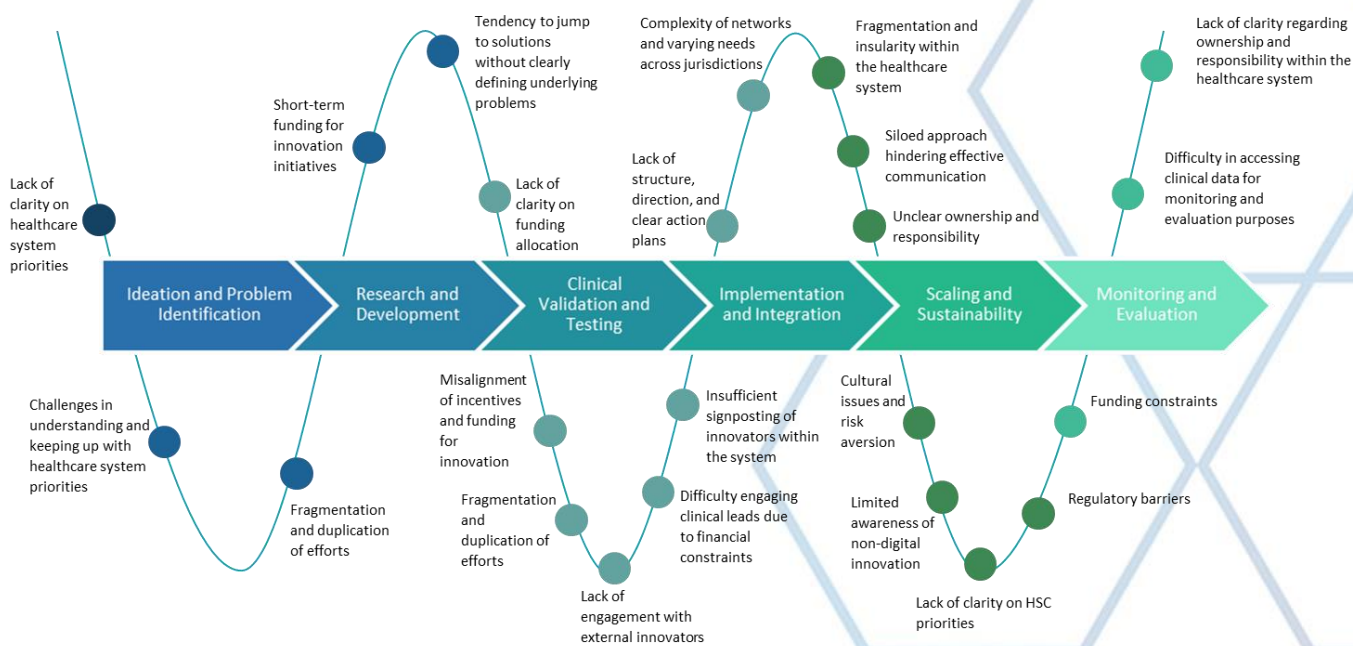 Lack of
clarity on
healthcare
system
priorities
Short-term
funding for
innovation
initiatives
Tendency to jump
to solutions
without clearly
defining underlying
problems
Lack of
clarity on
funding
allocation
Complexity of networks
and varying needs
across jurisdictions
Lack of
structure,
direction, and
clear action
plans
Fragmentation and
insularity within
the healthcare
system
Siloed approach
hindering effective
communication
Unclear ownership and
responsibility
Lack of clarity regarding
ownership and
responsibility within the
healthcare system
Difficulty in accessing
clinical data for
monitoring and
evaluation purposes
Ideation and Problem
Identification
Research and
Development
Clinical
Validation and
Testing
Implementation
and Integration
Scaling and
Sustainability
Monitoring and
Evaluation
Challenges in
understanding and
keeping up with
healthcare system
priorities
Fragmentation
and duplication
of efforts
Misalignment
of incentives
and funding
for
innovation
Fragmentation
and
duplication of
efforts
Lack of
engagement with
external innovators
Insufficient
signposting of
innovators within
the system
Difficulty engaging
clinical leads due
to financial
constraints
Cultural
issues and
risk
aversion
Limited
awareness of
non-digital
innovation
Lack of clarity on HSC
priorities
Funding constraints
Regulatory barriers